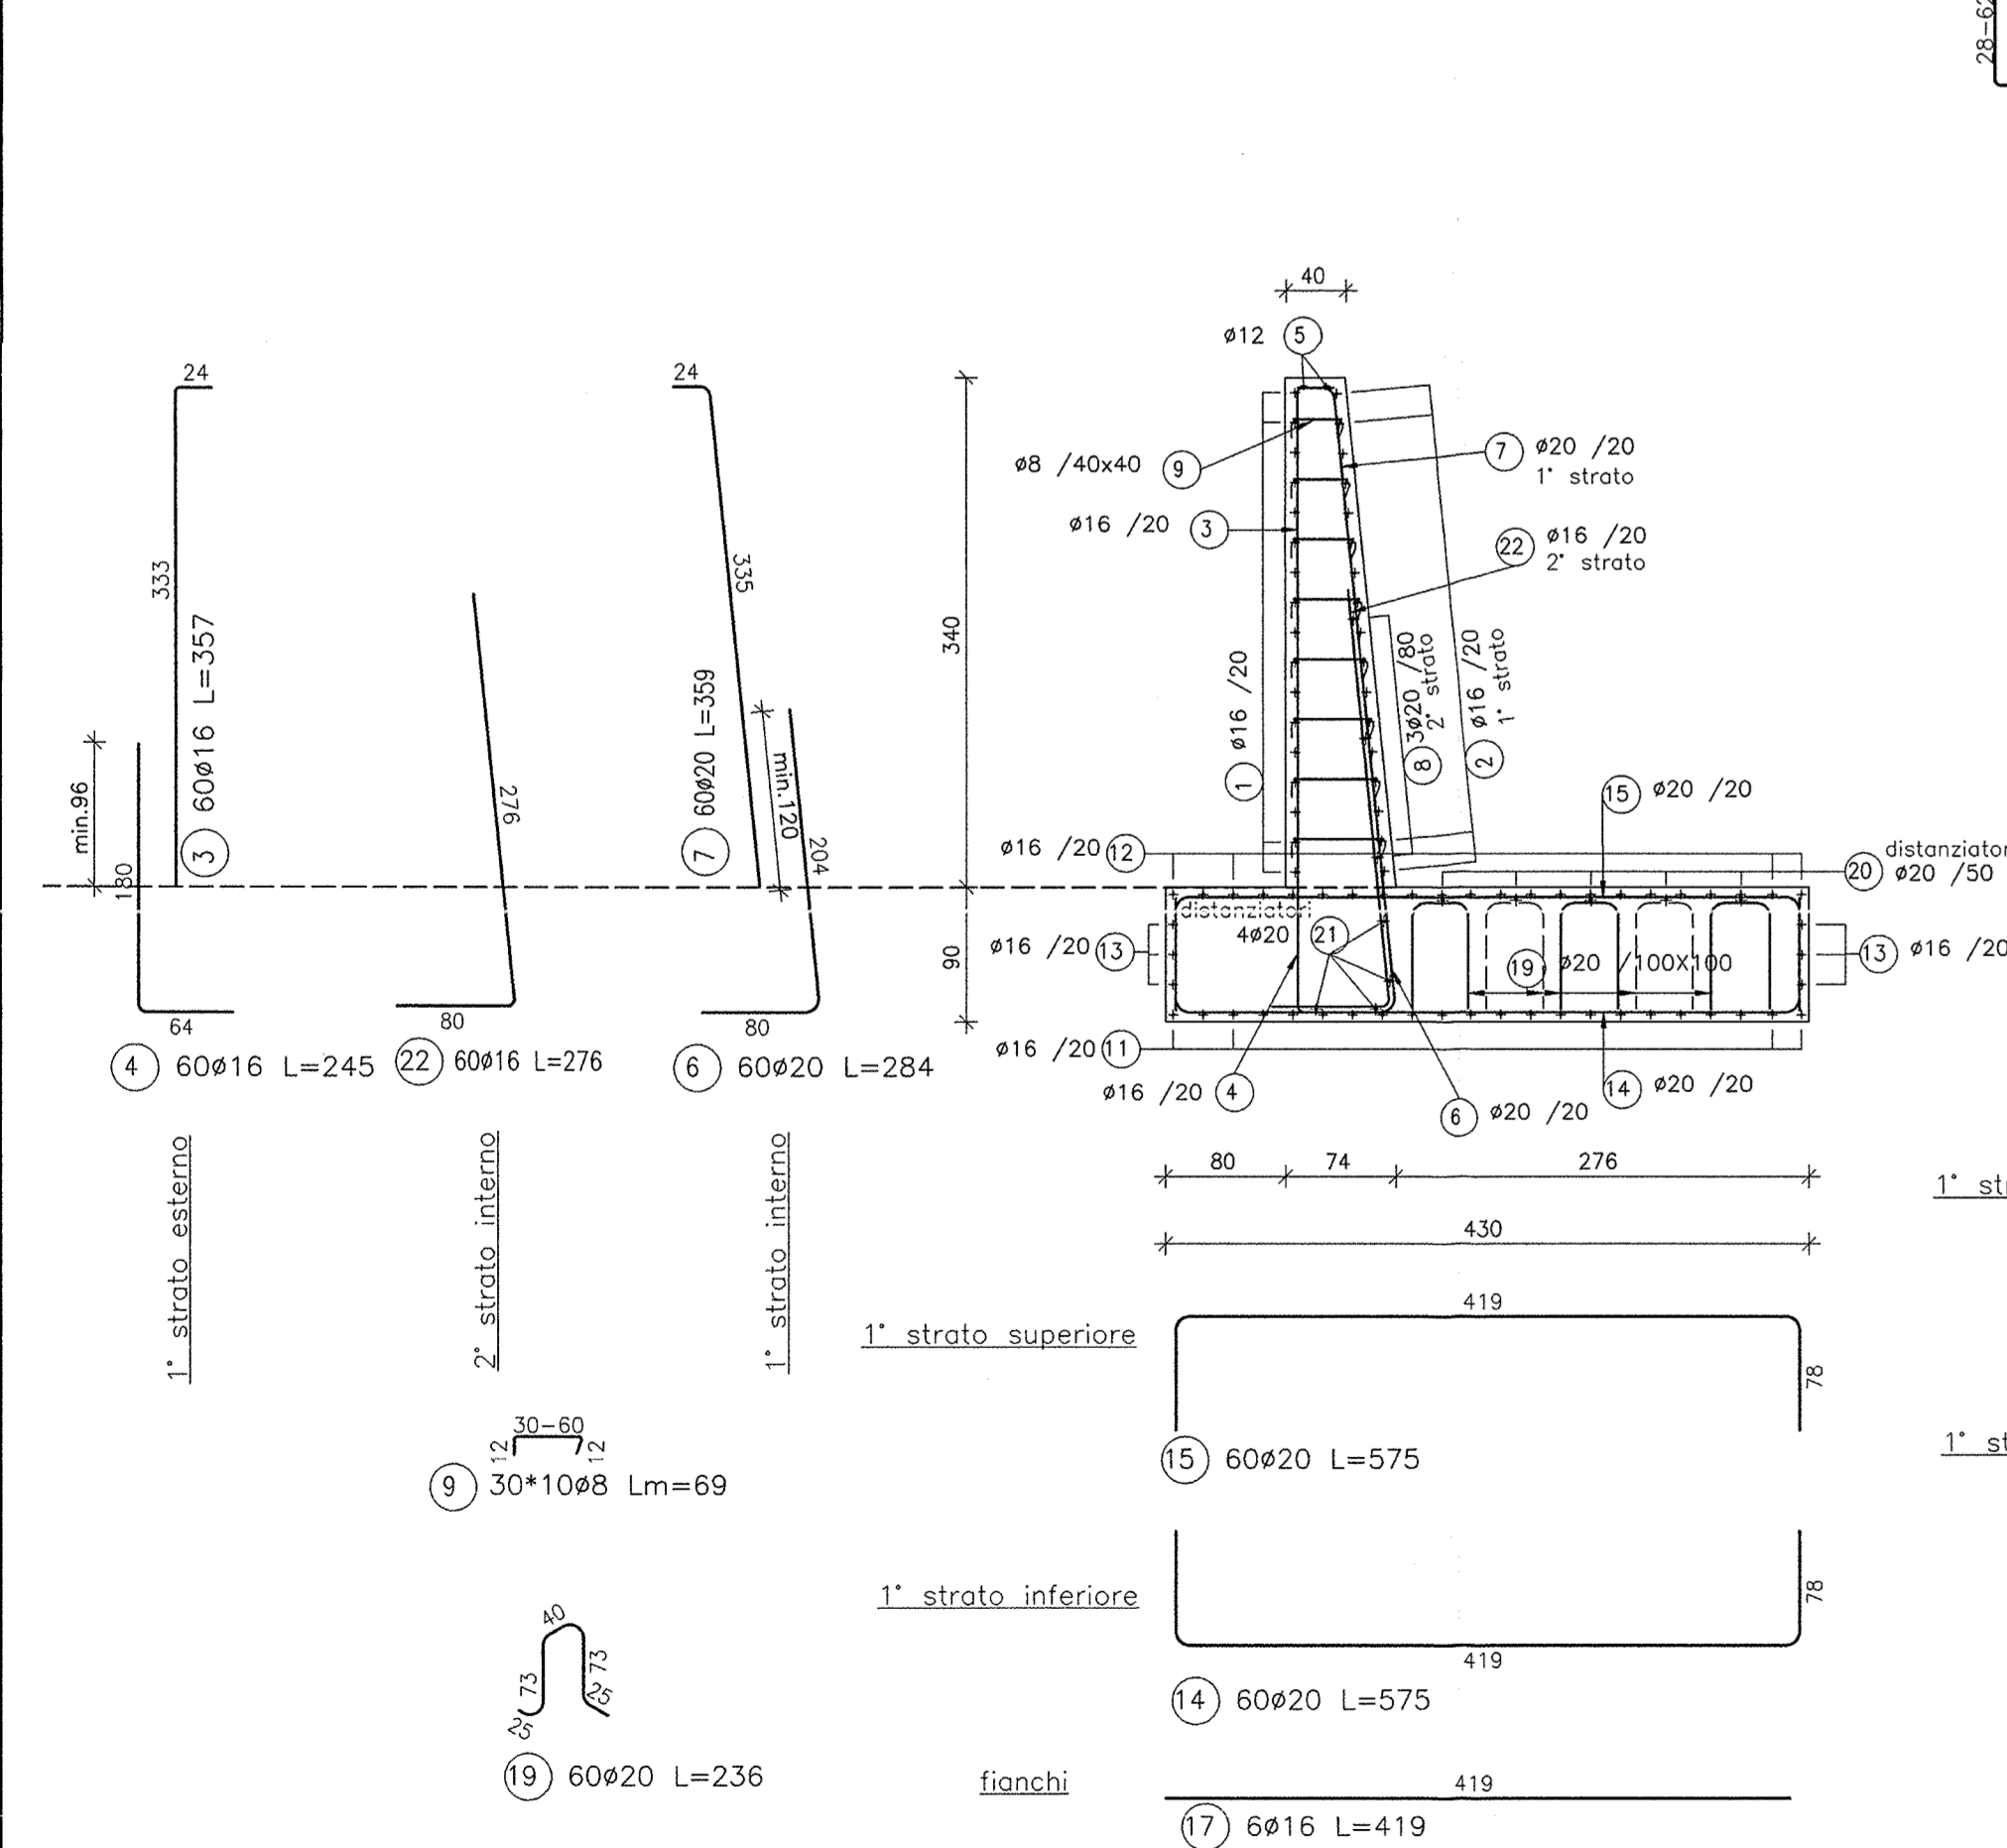 28-62
40
ø12 5
24
24
ø8 /40x40 9
7 ø20 /20
1° strato
ø16 /20 3
22 ø16 /20
2° strato
333
3 60ø16 L=357
335
7 60ø20 L=359
340
1 ø16 /20
8 3ø20 /80
2° strato
2 ø16 /20
1° strato
min.96
180
276
min.120
204
15 ø20 /20
ø16 /20 12
distanziator
20 ø20 /50
distanziatori
4ø20 21
ø16 /20 13
90
19 ø20 /100X100
13 ø16 /20
64
80
80
4 60ø16 L=245
22 60ø16 L=276
6 60ø20 L=284
ø16 /20 11
ø16 /20 4
6 ø20 /20
14 ø20 /20
1° strato esterno
2° strato interno
1° strato interno
80
74
276
1° str
430
419
1° strato superiore
78
15 60ø20 L=575
1° st
30-60
12
12
9 30*10ø8 Lm=69
1° strato inferiore
78
419
14 60ø20 L=575
40
73
73
25
25
19 60ø20 L=236
fianchi
419
17 6ø16 L=419